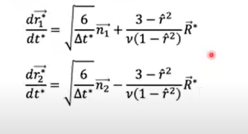 dr₁*/dt* = √(6/Δt*) n₁ + (3 − r̂²)/(ν(1 − r̂²)) R⃗*
dr₂*/dt* = √(6/Δt*) n₂ − (3 − r̂²)/(ν(1 − r̂²)) R⃗*